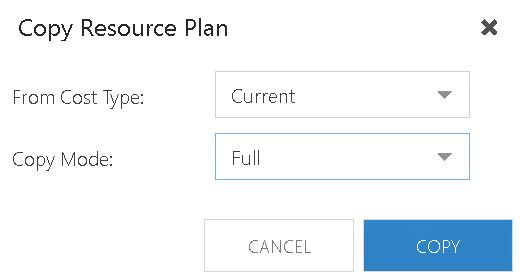 Copy Resource Plan
From Cost Type: Current
Copy Mode: Full
CANCEL COPY